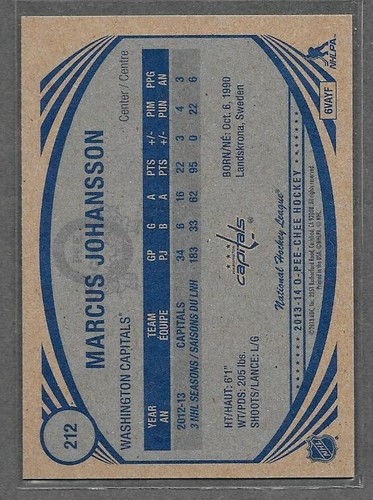 212
MARCUS JOHANSSON
WASHINGTON CAPITALS® Center / Centre
YEAR TEAM GP G A PTS +/- PIM PPG
AN ÉQUIPE PJ B A PTS +/- PUN AN
2012-13 CAPITALS 34 6 16 22 3 4 3
3 NHL SEASONS / SAISONS DU LNH 183 33 62 95 0 22 6
HT/HAUT: 6'1" BORN/NÉ: Oct. 6, 1990
WT/PDS: 205 lbs. Landskrona, Sweden
SHOOTS/LANCE: L/G
capitals
National Hockey League®
2013-14 O-PEE-CHEE HOCKEY
6VAYF
NHL
NHLPA